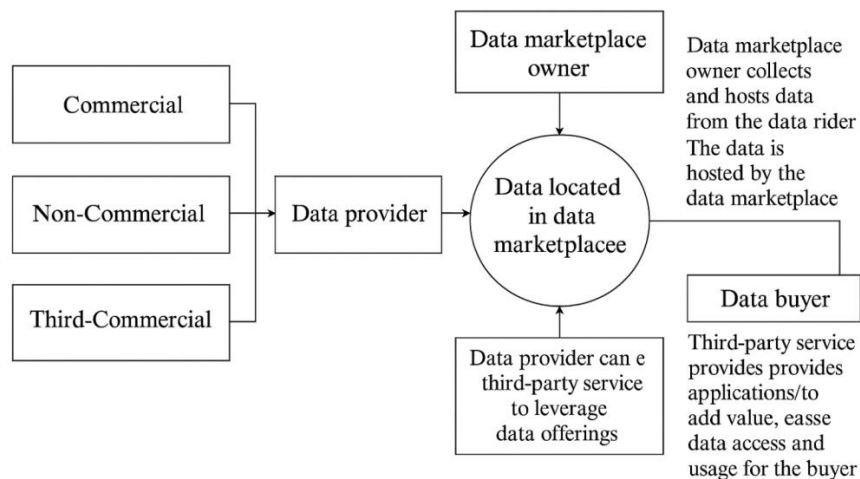 Commercial
Non-Commercial
Third-Commercial
Data provider
Data marketplace
owner
Data located
in data
marketplacee
Data provider can e
third-party service
to leverage
data offerings
Data marketplace
owner collects
and hosts data
from the data rider
The data is
hosted by the
data marketplace
Data buyer
Third-party service
provides provides
applications/to
add value, easse
data access and
usage for the buyer